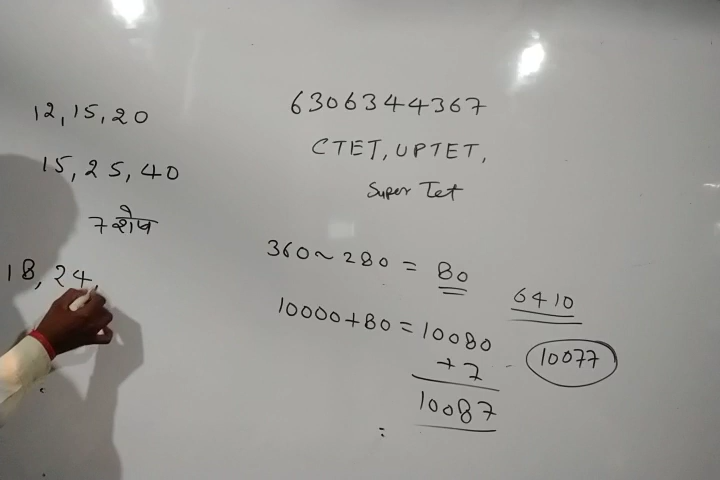 12, 15, 20
15, 25, 40
7 शेष
18, 24,
6306344367
CTET, UPTET,
Super Tet
360 ~ 280 = 80
10000 + 80 = 10080
+ 7
10087
6410
10077